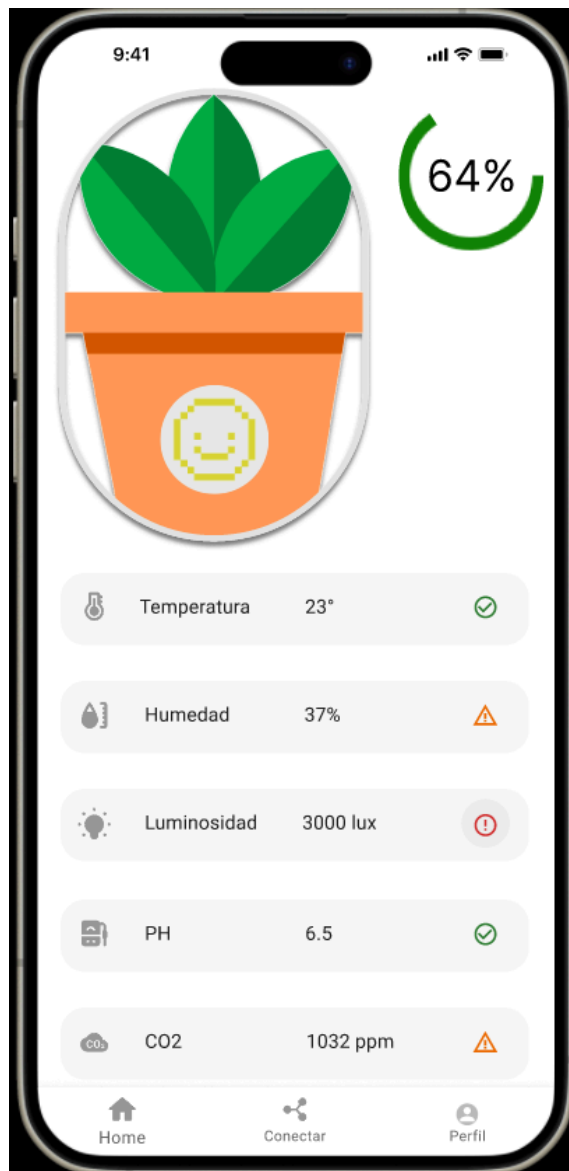 9:41
64%
Temperatura 23°
Humedad 37%
Luminosidad 3000 lux
PH 6.5
CO2 1032 ppm
Home Conectar Perfil